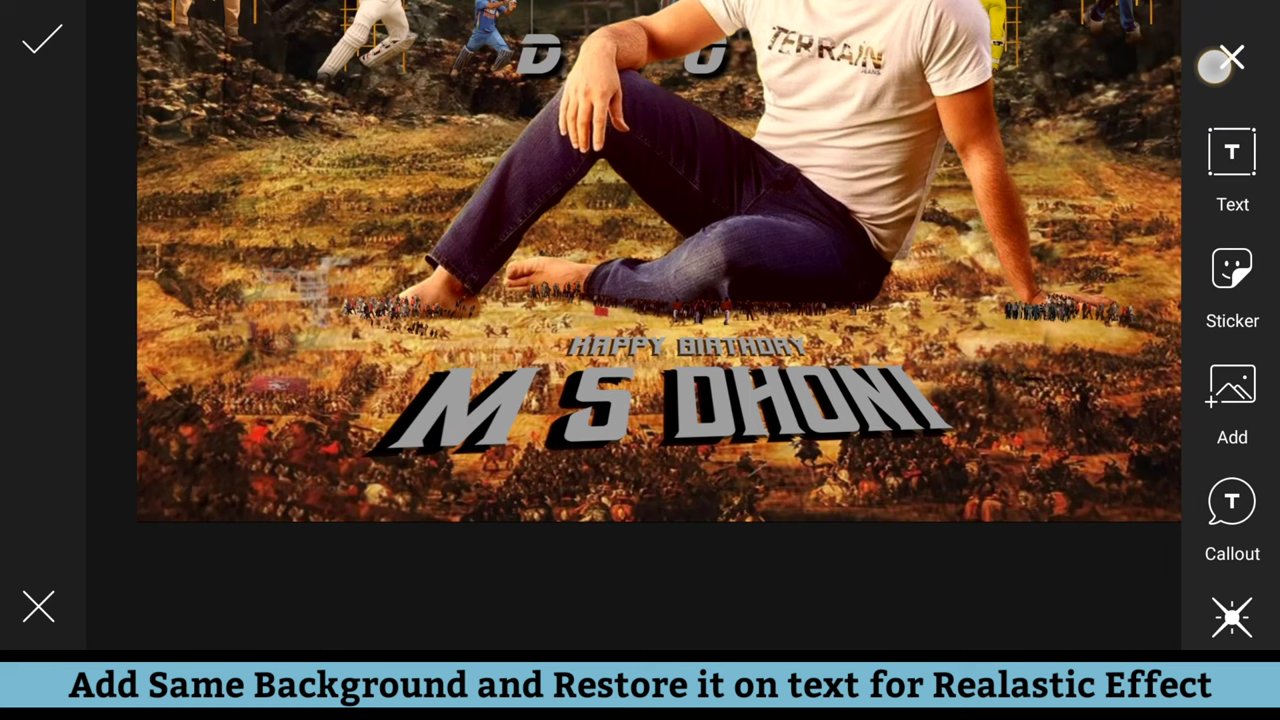 D U
TERRAIN
JEANS
T
Text
Sticker
Add
T
Callout
HAPPY BIRTHDAY
M S DHONI
Add Same Background and Restore it on text for Realastic Effect